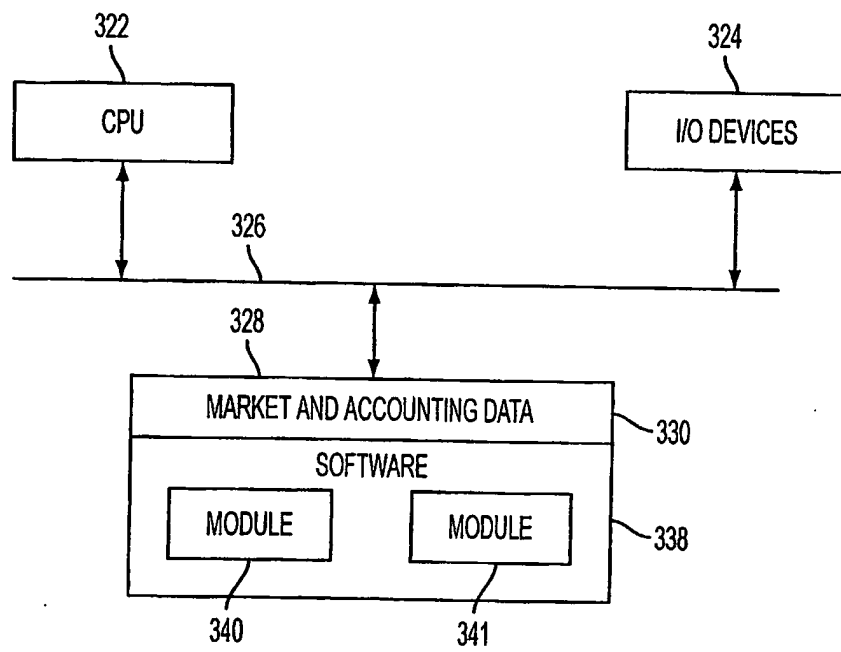 322
324
CPU
I/O DEVICES
326
328
MARKET AND ACCOUNTING DATA
330
SOFTWARE
MODULE
MODULE
338
340
341